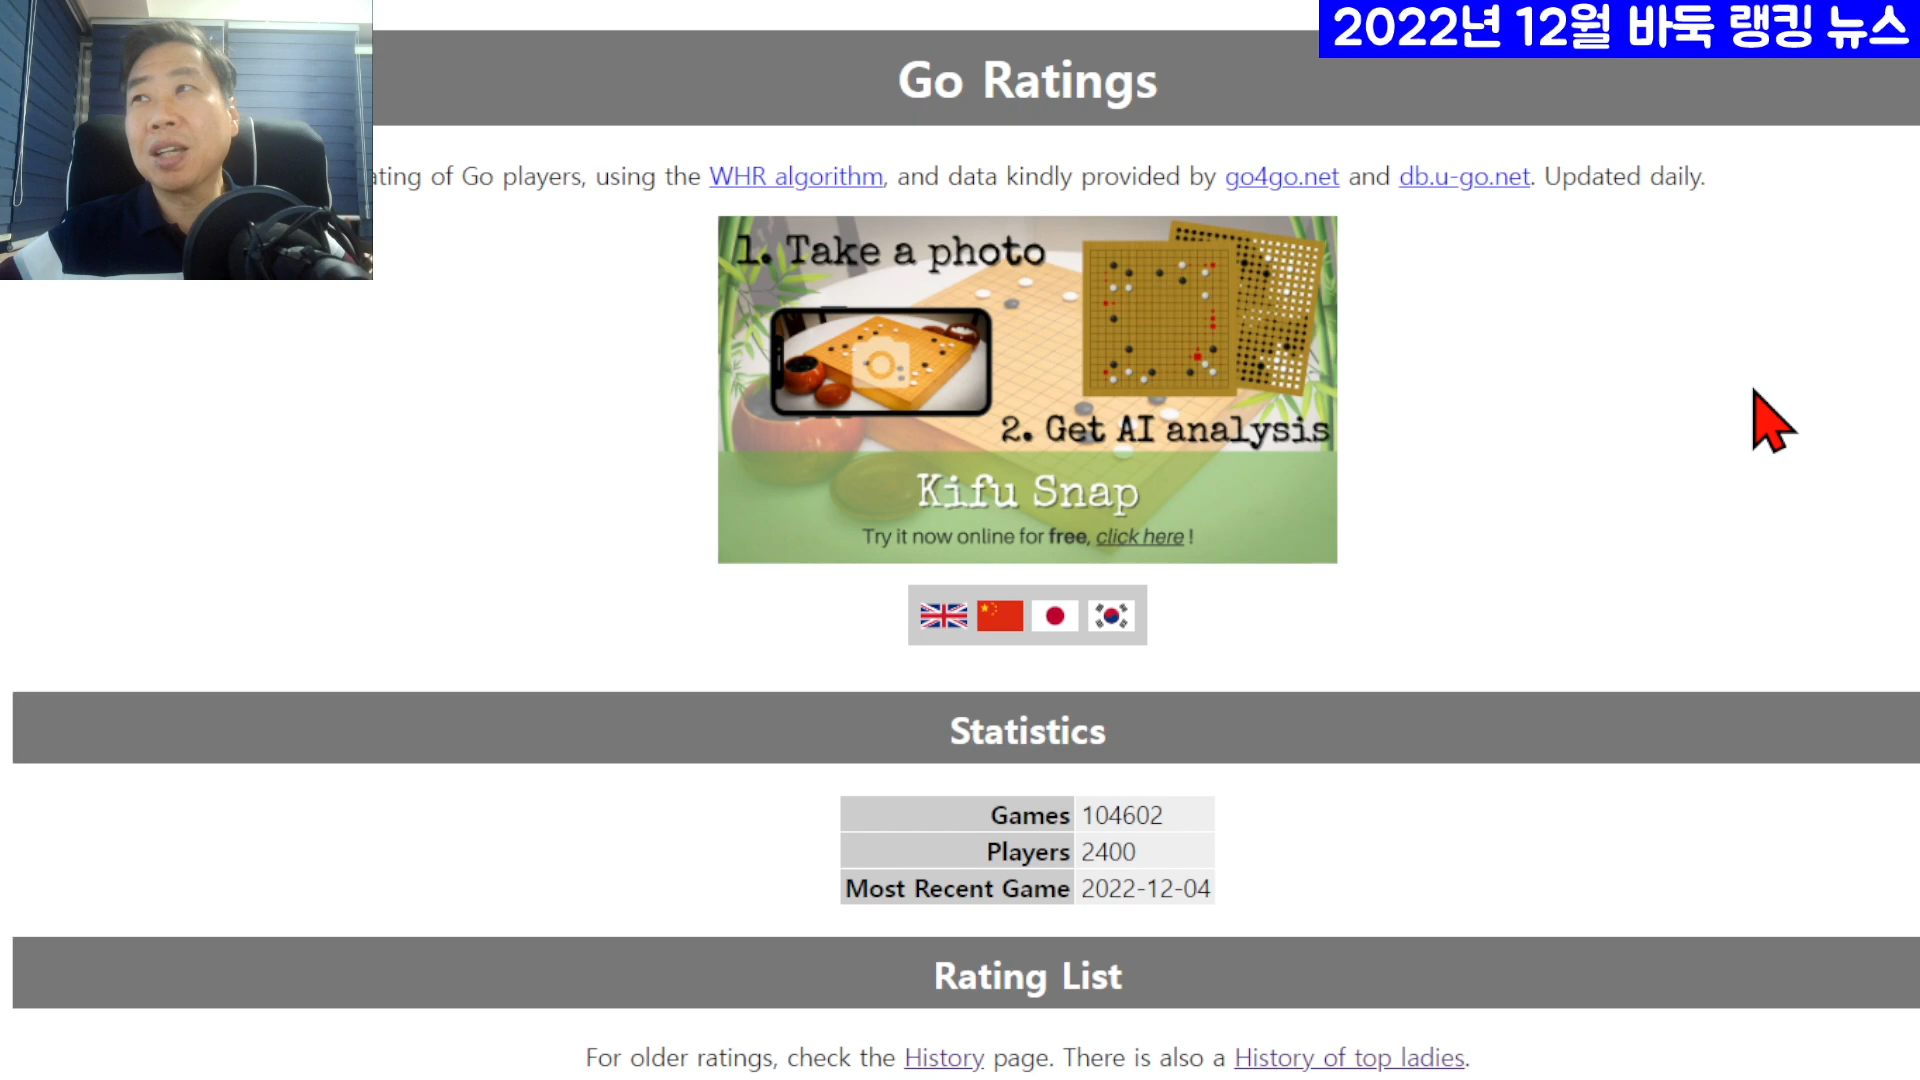 2022년 12월 바둑 랭킹 뉴스
Go Ratings
ating of Go players, using the WHR algorithm, and data kindly provided by go4go.net and db.u-go.net. Updated daily.
1. Take a photo
2. Get AI analysis
Kifu Snap
Try it now online for free, click here !
Statistics
Games 104602
Players 2400
Most Recent Game 2022-12-04
Rating List
For older ratings, check the History page. There is also a History of top ladies.